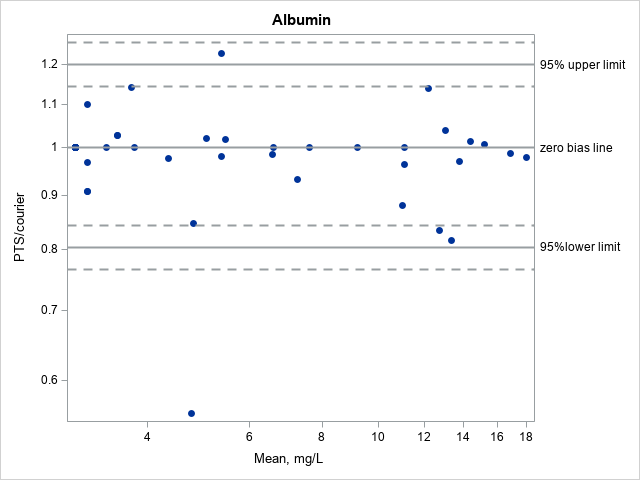 Albumin
1.2
1.1
1
0.9
0.8
0.7
0.6
PTS/courier
95% upper limit
zero bias line
95%lower limit
4 6 8 10 12 14 16 18
Mean, mg/L